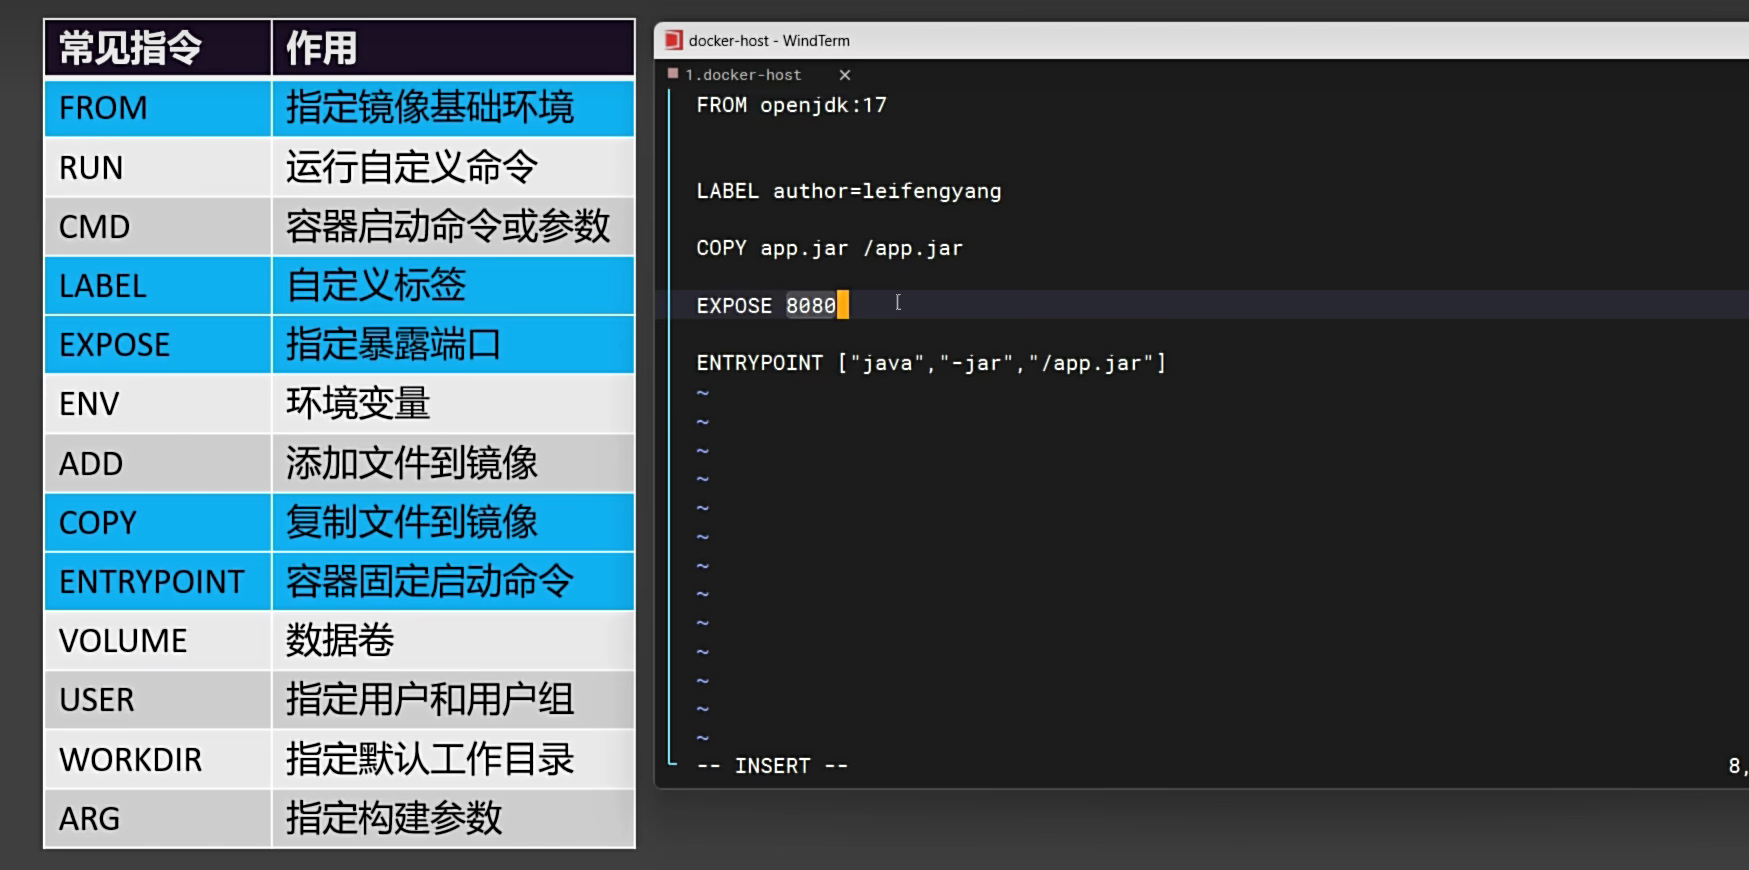 常见指令 作用
FROM 指定镜像基础环境
RUN 运行自定义命令
CMD 容器启动命令或参数
LABEL 自定义标签
EXPOSE 指定暴露端口
ENV 环境变量
ADD 添加文件到镜像
COPY 复制文件到镜像
ENTRYPOINT 容器固定启动命令
VOLUME 数据卷
USER 指定用户和用户组
WORKDIR 指定默认工作目录
ARG 指定构建参数
docker-host - WindTerm
1.docker-host ×
FROM openjdk:17
LABEL author=leifengyang
COPY app.jar /app.jar
EXPOSE 8080
ENTRYPOINT ["java","-jar","/app.jar"]
~
~
~
~
~
~
~
~
~
~
~
~
~
-- INSERT -- 8,